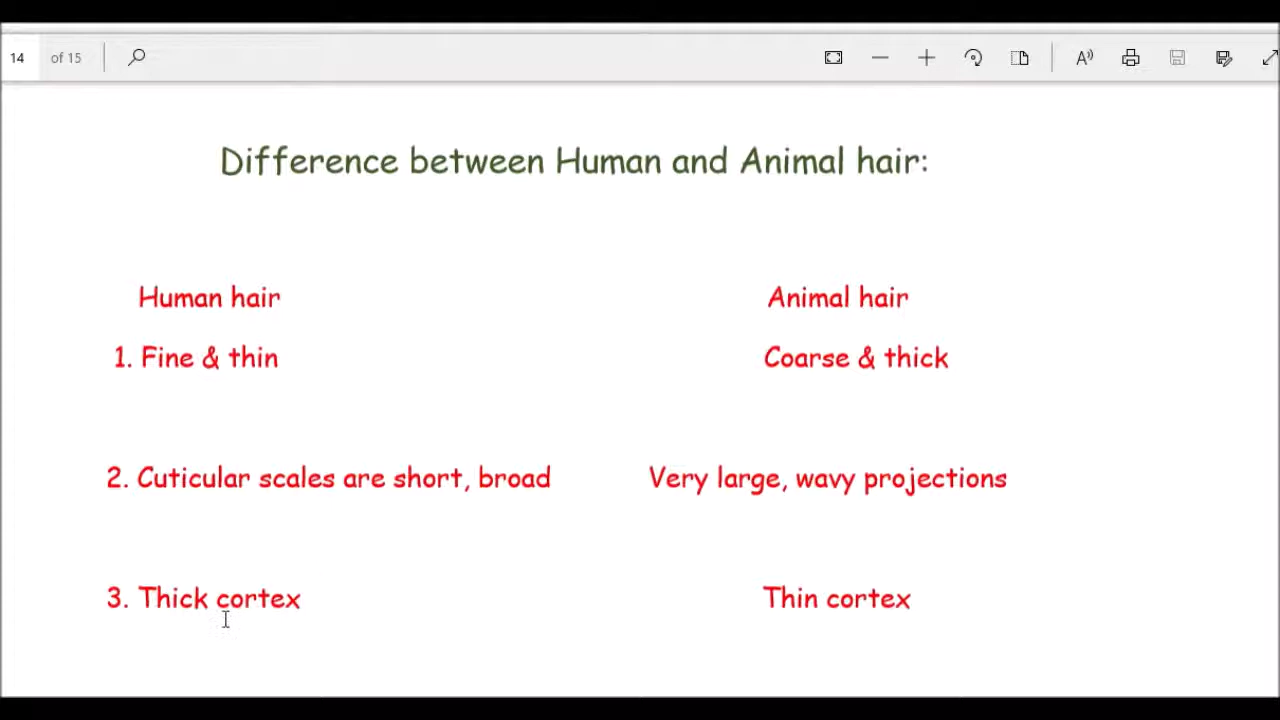 14 of 15
Difference between Human and Animal hair:
Human hair Animal hair
1. Fine & thin Coarse & thick
2. Cuticular scales are short, broad Very large, wavy projections
3. Thick cortex Thin cortex